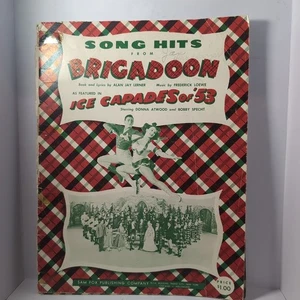 SONG HITS
FROM
BRIGADOON
Book and Lyrics by ALAN JAY LERNER Music by FREDERICK LOEWE
AS FEATURED IN
ICE CAPADES OF 53
Starring DONNA ATWOOD and BOBBY SPECHT
SAM FOX PUBLISHING COMPANY
PRICE
$1.00